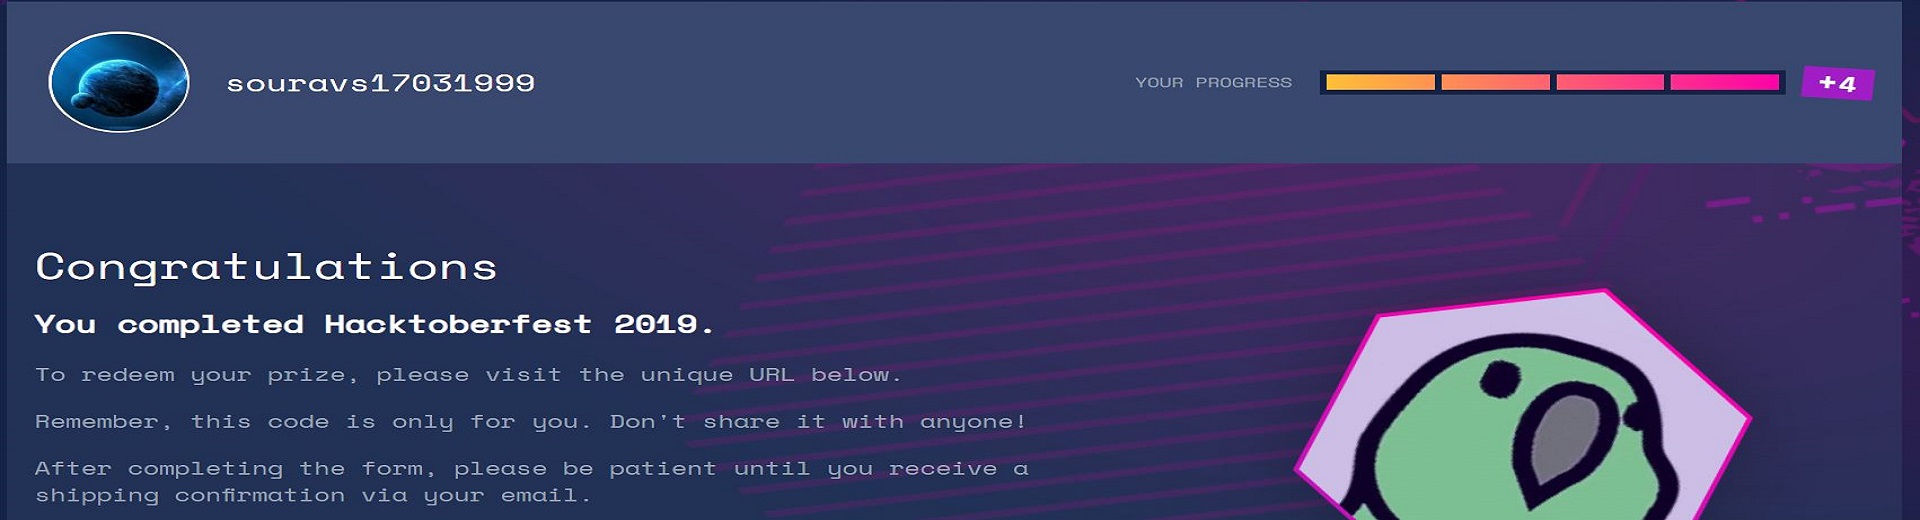 souravs17031999
YOUR PROGRESS
+4
Congratulations
You completed Hacktoberfest 2019.
To redeem your prize, please visit the unique URL below.
Remember, this code is only for you. Don't share it with anyone!
After completing the form, please be patient until you receive a
shipping confirmation via your email.